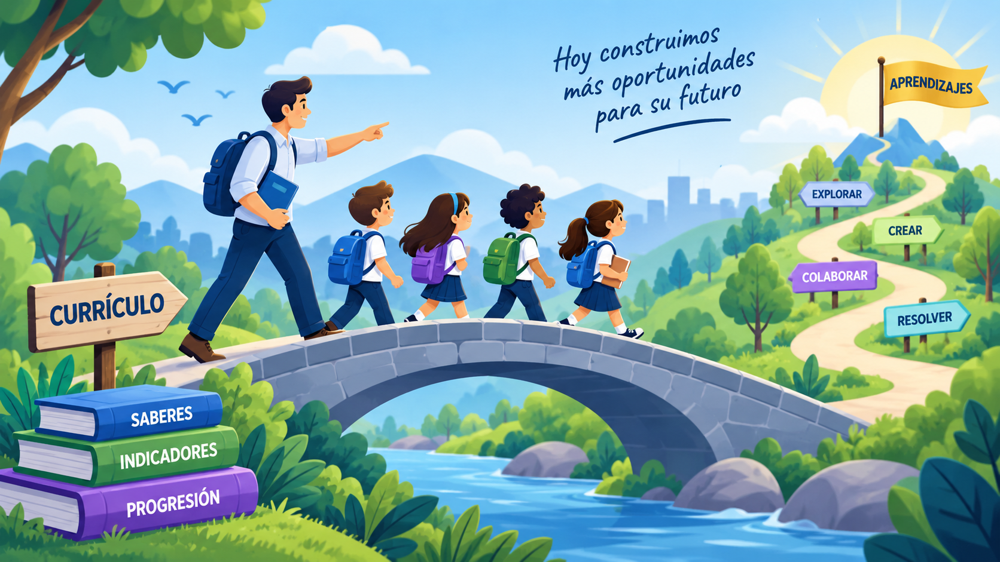 Hoy construimos
más oportunidades
para su futuro
APRENDIZAJES
EXPLORAR
CREAR
COLABORAR
RESOLVER
CURRÍCULO
SABERES
INDICADORES
PROGRESIÓN